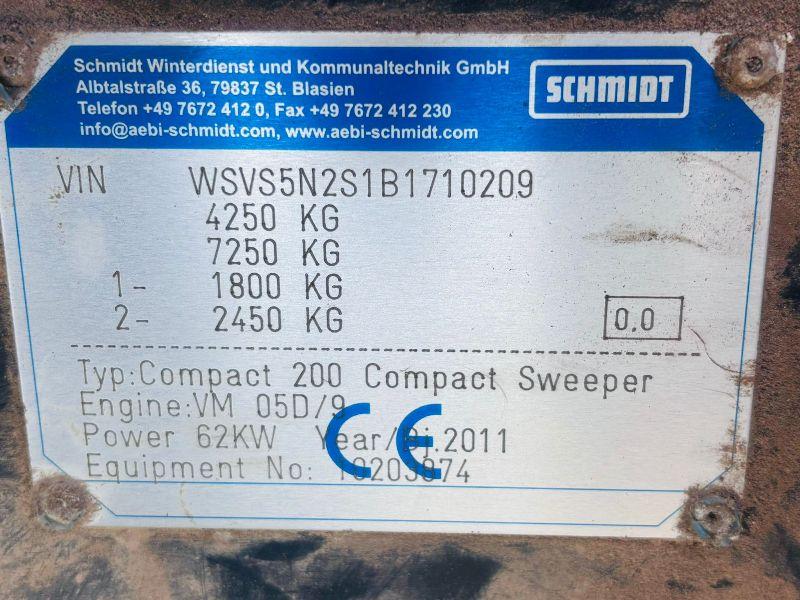 Schmidt Winterdienst und Kommunaltechnik GmbH
Albtalstraße 36, 79837 St. Blasien
Telefon +49 7672 412 0, Fax +49 7672 412 230
info@aebi-schmidt.com, www.aebi-schmidt.com
SCHMIDT
VIN WSVS5N2S1B1710209
4250 KG
7250 KG
1- 1800 KG
2- 2450 KG
0.0
Typ:Compact 200 Compact Sweeper
Engine:VM 05D/9
Power 62KW Year/Bj.2011
Equipment No: 10203874
CE